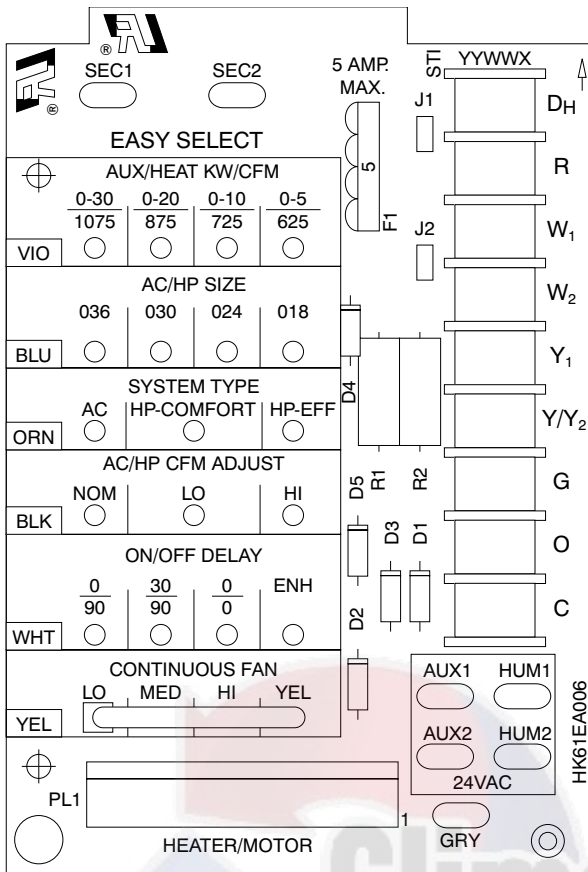 SEC1 SEC2
5 AMP.
MAX.
STI
YYWWX
J1
J2
5
F1
DH
R
W1
W2
Y1
Y/Y2
G
O
C
EASY SELECT
AUX/HEAT KW/CFM
0-30 0-20 0-10 0-5
1075 875 725 625
VIO
AC/HP SIZE
036 030 024 018
BLU
SYSTEM TYPE
AC HP-COMFORT HP-EFF
ORN
AC/HP CFM ADJUST
NOM LO HI
BLK
ON/OFF DELAY
0 30 0 ENH
90 90 0
WHT
CONTINUOUS FAN
LO MED HI YEL
YEL
D4
R1
R2
D5
D3
D1
D2
AUX1 HUM1
AUX2 HUM2
24VAC
GRY
HK61EA006
PL1
1
HEATER/MOTOR
Clim